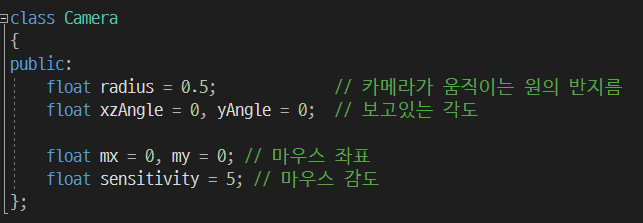 class Camera
{
public:
    float radius = 0.5;             // 카메라가 움직이는 원의 반지름
    float xzAngle = 0, yAngle = 0;  // 보고있는 각도
    float mx = 0, my = 0; // 마우스 좌표
    float sensitivity = 5; // 마우스 감도
};